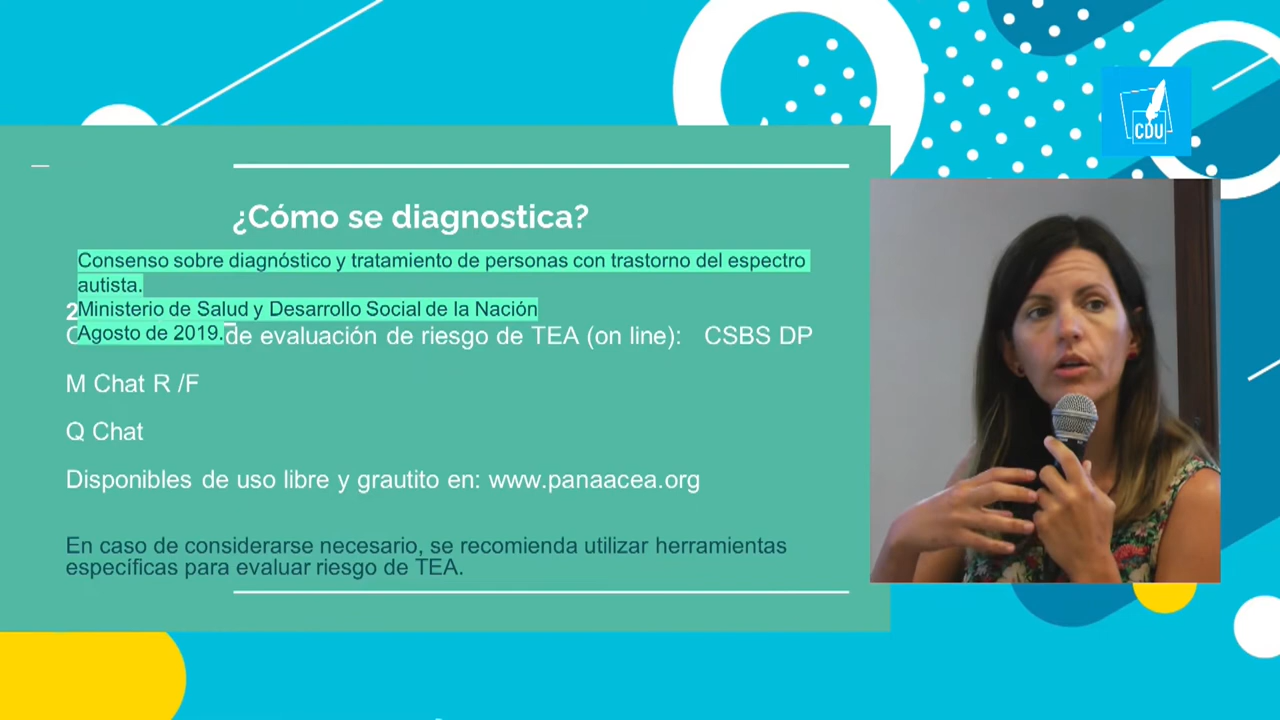 CDU
¿Cómo se diagnostica?
Consenso sobre diagnóstico y tratamiento de personas con trastorno del espectro
autista.
Ministerio de Salud y Desarrollo Social de la Nación
Agosto de 2019.
de evaluación de riesgo de TEA (on line): CSBS DP
M Chat R /F
Q Chat
Disponibles de uso libre y grautito en: www.panaacea.org
En caso de considerarse necesario, se recomienda utilizar herramientas
específicas para evaluar riesgo de TEA.